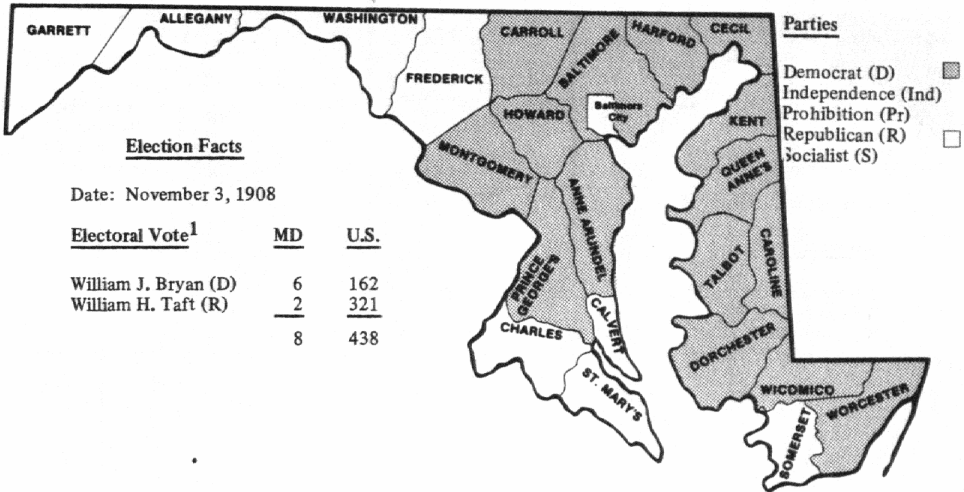 GARRETT
ALLEGANY
WASHINGTON
FREDERICK
CARROLL
BALTIMORE
HARFORD
CECIL
Baltimore
City
HOWARD
MONTGOMERY
KENT
QUEEN
ANNE'S
ANNE ARUNDEL
PRINCE
GEORGE'S
TALBOT
CAROLINE
CALVERT
CHARLES
ST. MARY'S
DORCHESTER
WICOMICO
WORCESTER
SOMERSET
Parties
Democrat (D)
Independence (Ind)
Prohibition (Pr)
Republican (R)
Socialist (S)
Election Facts
Date: November 3, 1908
Electoral Vote1 MD U.S.
William J. Bryan (D) 6 162
William H. Taft (R) 2 321
8 438